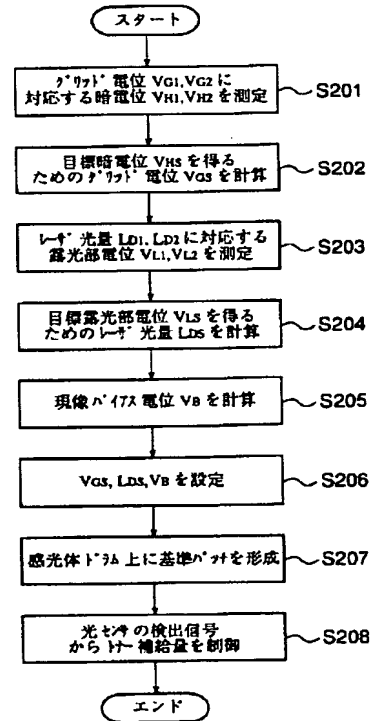 スタート
グリッド電位 VG1,VG2 に
対応する暗電位 VH1,VH2 を測定
S201
目標暗電位 VHS を得る
ためのグリッド電位 VGS を計算
S202
レーザ光量 LD1, LD2 に対応する
露光部電位 VL1,VL2 を測定
S203
目標露光部電位 VLS を得る
ためのレーザ光量 LDS を計算
S204
現像バイアス電位 VB を計算
S205
VGS, LDS,VB を設定
S206
感光体ドラム上に基準パッチを形成
S207
光センサの検出信号
からトナー補給量を制御
S208
エンド